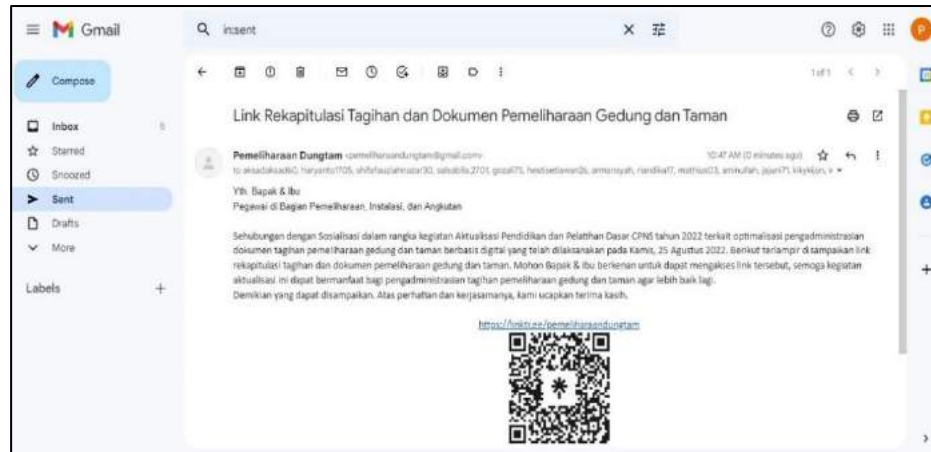 Gmail
in:sent
Compose
Inbox
Starred
Snoozed
Sent
Drafts
More
Labels
1 of 1
Link Rekapitulasi Tagihan dan Dokumen Pemeliharaan Gedung dan Taman
Pemeliharaan Dungtam <pemeliharaandungtam@gmail.com>
10:47 AM (0 minutes ago)
Yth. Bapak & Ibu
Pegawai di Bagian Pemeliharaan, Instalasi, dan Angkutan
Sehubungan dengan Sosialisasi dalam rangka kegiatan Aktualisasi Pendidikan dan Pelatihan Dasar CPNS tahun 2022 terkait optimalisasi pengadministrasian
dokumen tagihan pemeliharaan gedung dan taman berbasis digital yang telah dilaksanakan pada Kamis, 25 Agustus 2022. Berikut terlampir disampaikan link
rekapitulasi tagihan dan dokumen pemeliharaan gedung dan taman. Mohon Bapak & Ibu berkenan untuk dapat mengakses link tersebut, semoga kegiatan
aktualisasi ini dapat bermanfaat bagi pengadministrasian tagihan pemeliharaan gedung dan taman agar lebih baik lagi.
Demikian yang dapat disampaikan. Atas perhatian dan kerjasamanya, kami ucapkan terima kasih.
https://linktr.ee/pemeliharaandungtam
P